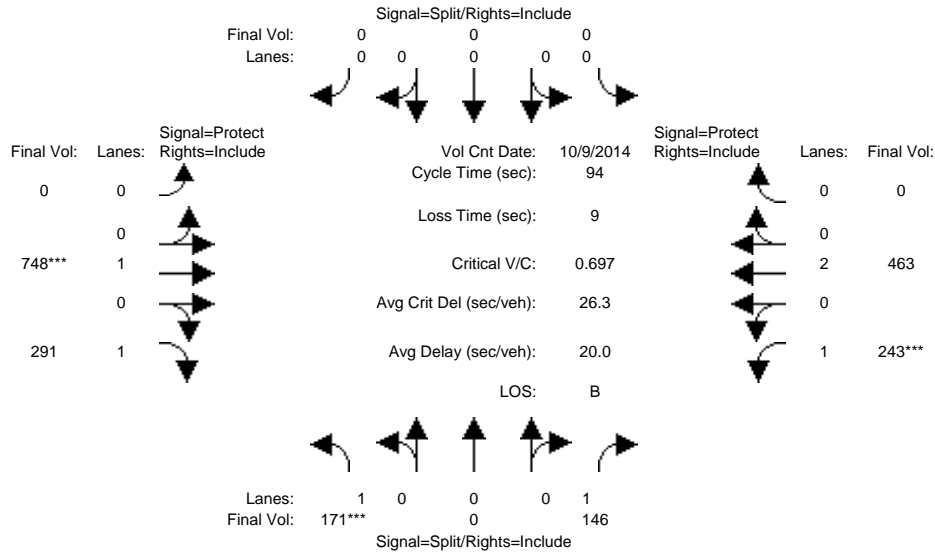 Signal=Split/Rights=Include
Final Vol: 0 0 0
Lanes: 0 0 0 0 0
Signal=Protect Signal=Protect
Final Vol: Lanes: Rights=Include Vol Cnt Date: 10/9/2014 Rights=Include Lanes: Final Vol:
Cycle Time (sec): 94
0 0 0 0
Loss Time (sec): 9
0 0
748*** 1 Critical V/C: 0.697 2 463
0 Avg Crit Del (sec/veh): 26.3 0
291 1 Avg Delay (sec/veh): 20.0 1 243***
LOS: B
Lanes: 1 0 0 0 1
Final Vol: 171*** 0 146
Signal=Split/Rights=Include